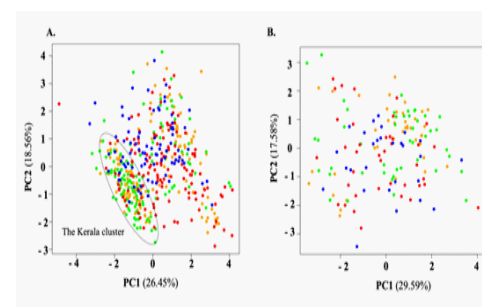 A.
4
3
2
1
0
-1
-2
-3
PC2 (18.56%)
The Kerala cluster
-4 -2 0 2 4
PC1 (26.45%)
B.
3
2
1
0
-1
-2
-3
PC2 (17.58%)
-2 0 2 4
PC1 (29.59%)